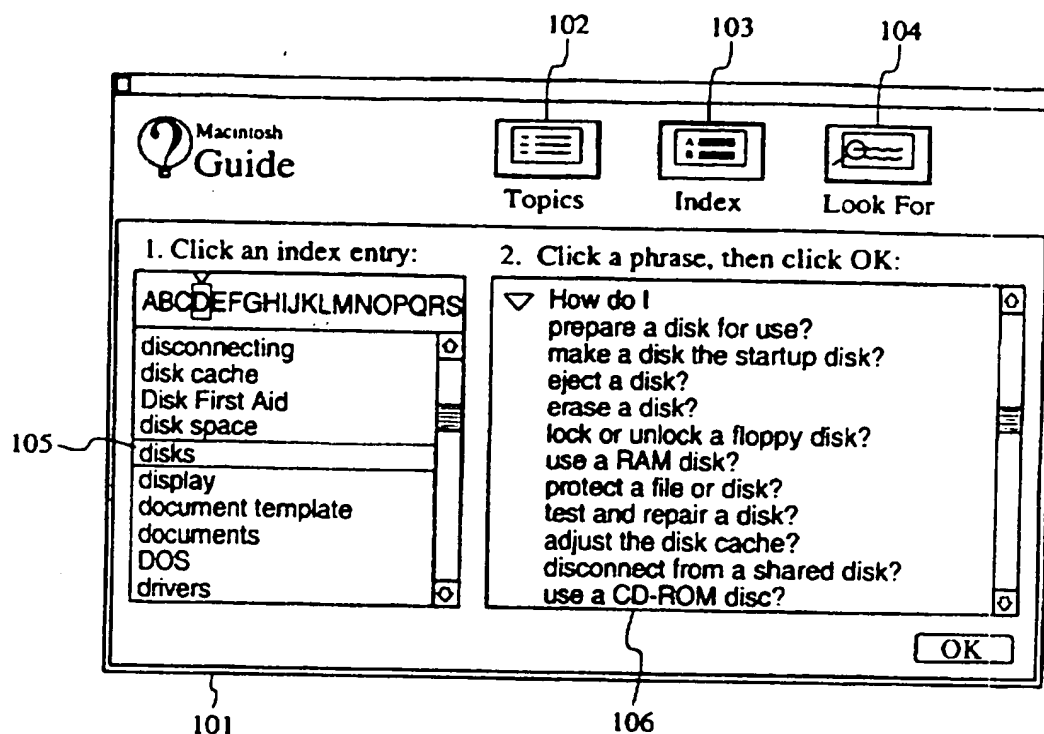 102 103 104
Macintosh
Guide
Topics Index Look For
1. Click an index entry:
2. Click a phrase, then click OK:
ABCDEFGHIJKLMNOPQRS
disconnecting
disk cache
Disk First Aid
disk space
disks
display
document template
documents
DOS
drivers
How do I
prepare a disk for use?
make a disk the startup disk?
eject a disk?
erase a disk?
lock or unlock a floppy disk?
use a RAM disk?
protect a file or disk?
test and repair a disk?
adjust the disk cache?
disconnect from a shared disk?
use a CD-ROM disc?
OK
105
101
106